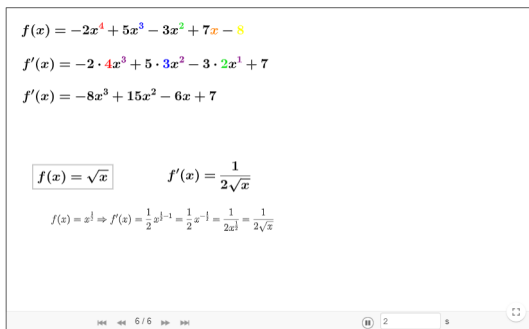 f(x) = −2x⁴ + 5x³ − 3x² + 7x − 8
f′(x) = −2 · 4x³ + 5 · 3x² − 3 · 2x¹ + 7
f′(x) = −8x³ + 15x² − 6x + 7
f(x) = √x f′(x) = 1/(2√x)
f(x) = x^(1/2) ⇒ f′(x) = 1/2 x^(1/2 −1) = 1/2 x^(−1/2) = 1/(2x^(1/2)) = 1/(2√x)
6 / 6 2 s